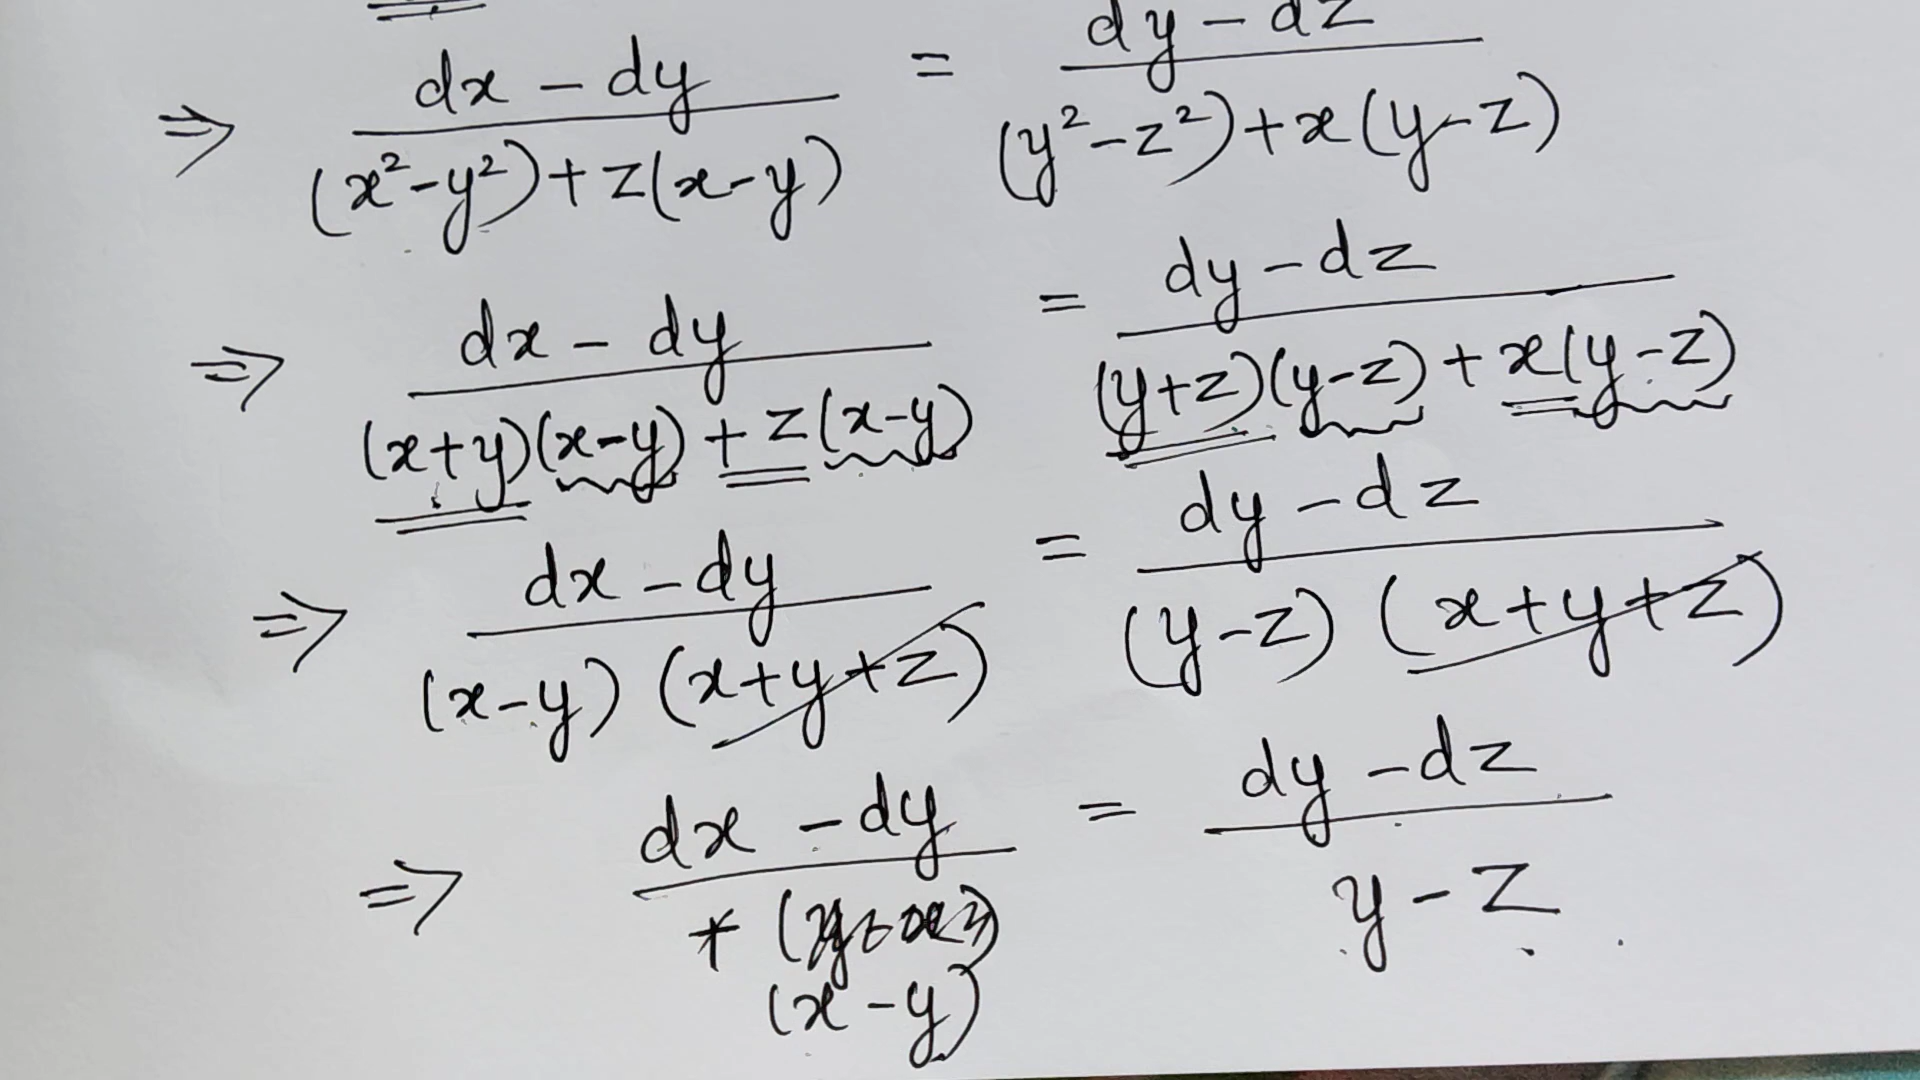 ⇒ dx - dy / (x²-y²)+z(x-y) = dy - dz / (y²-z²)+x(y-z)
⇒ dx - dy / (x+y)(x-y)+z(x-y) = dy-dz / (y+z)(y-z)+x(y-z)
⇒ dx-dy / (x-y) (x+y+z) = dy-dz / (y-z) (x+y+z)
⇒ dx - dy / + (x-y) = dy-dz / y-z